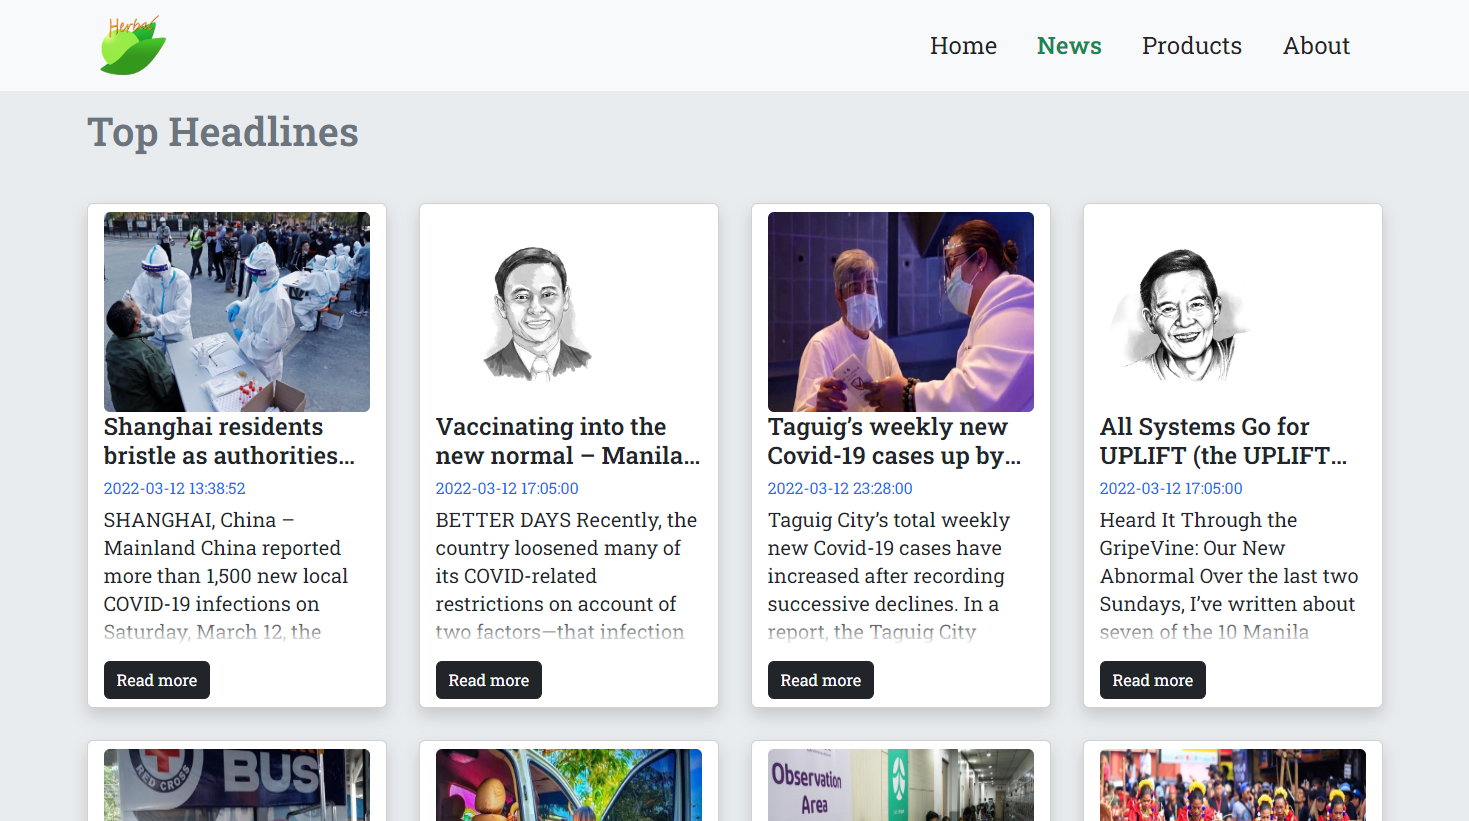 Herbal
Home
News
Products
About
Top Headlines
Shanghai residents
bristle as authorities...
2022-03-12 13:38:52
SHANGHAI, China –
Mainland China reported
more than 1,500 new local
COVID-19 infections on
Saturday, March 12, the
Read more
Vaccinating into the
new normal – Manila...
2022-03-12 17:05:00
BETTER DAYS Recently, the
country loosened many of
its COVID-related
restrictions on account of
two factors—that infection
Read more
Taguig’s weekly new
Covid-19 cases up by...
2022-03-12 23:28:00
Taguig City’s total weekly
new Covid-19 cases have
increased after recording
successive declines. In a
report, the Taguig City
Read more
All Systems Go for
UPLIFT (the UPLIFT...
2022-03-12 17:05:00
Heard It Through the
GripeVine: Our New
Abnormal Over the last two
Sundays, I’ve written about
seven of the 10 Manila
Read more
RED CROSS
BUS
Observation
Area